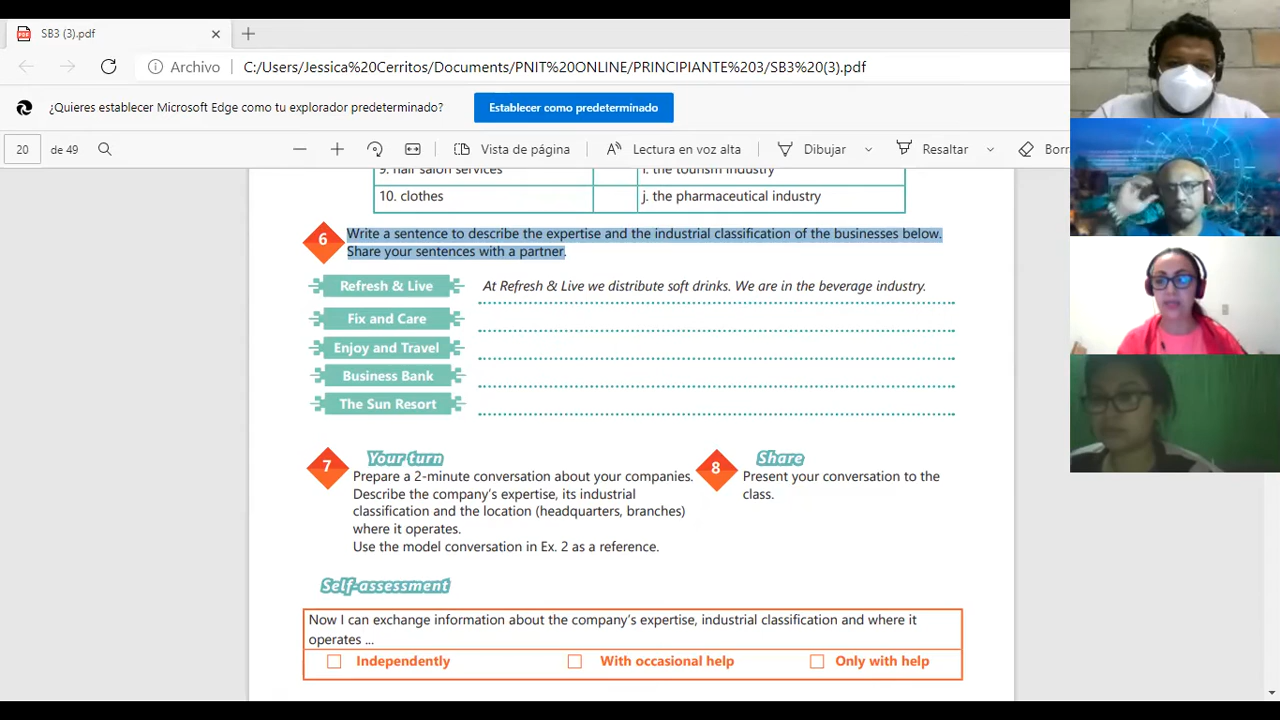 SB3 (3).pdf
Archivo C:/Users/Jessica%20Cerritos/Documents/PNIT%20ONLINE/PRINCIPIANTE%203/SB3%20(3).pdf
¿Quieres establecer Microsoft Edge como tu explorador predeterminado? Establecer como predeterminado
20 de 49 Vista de página Lectura en voz alta Dibujar Resaltar Borr
9. hair salon services i. the tourism industry
10. clothes j. the pharmaceutical industry
6 Write a sentence to describe the expertise and the industrial classification of the businesses below.
Share your sentences with a partner.
Refresh & Live At Refresh & Live we distribute soft drinks. We are in the beverage industry.
Fix and Care
Enjoy and Travel
Business Bank
The Sun Resort
7 Your turn
Prepare a 2-minute conversation about your companies.
Describe the company's expertise, its industrial
classification and the location (headquarters, branches)
where it operates.
Use the model conversation in Ex. 2 as a reference.
8 Share
Present your conversation to the
class.
Self-assessment
Now I can exchange information about the company's expertise, industrial classification and where it
operates ...
Independently With occasional help Only with help